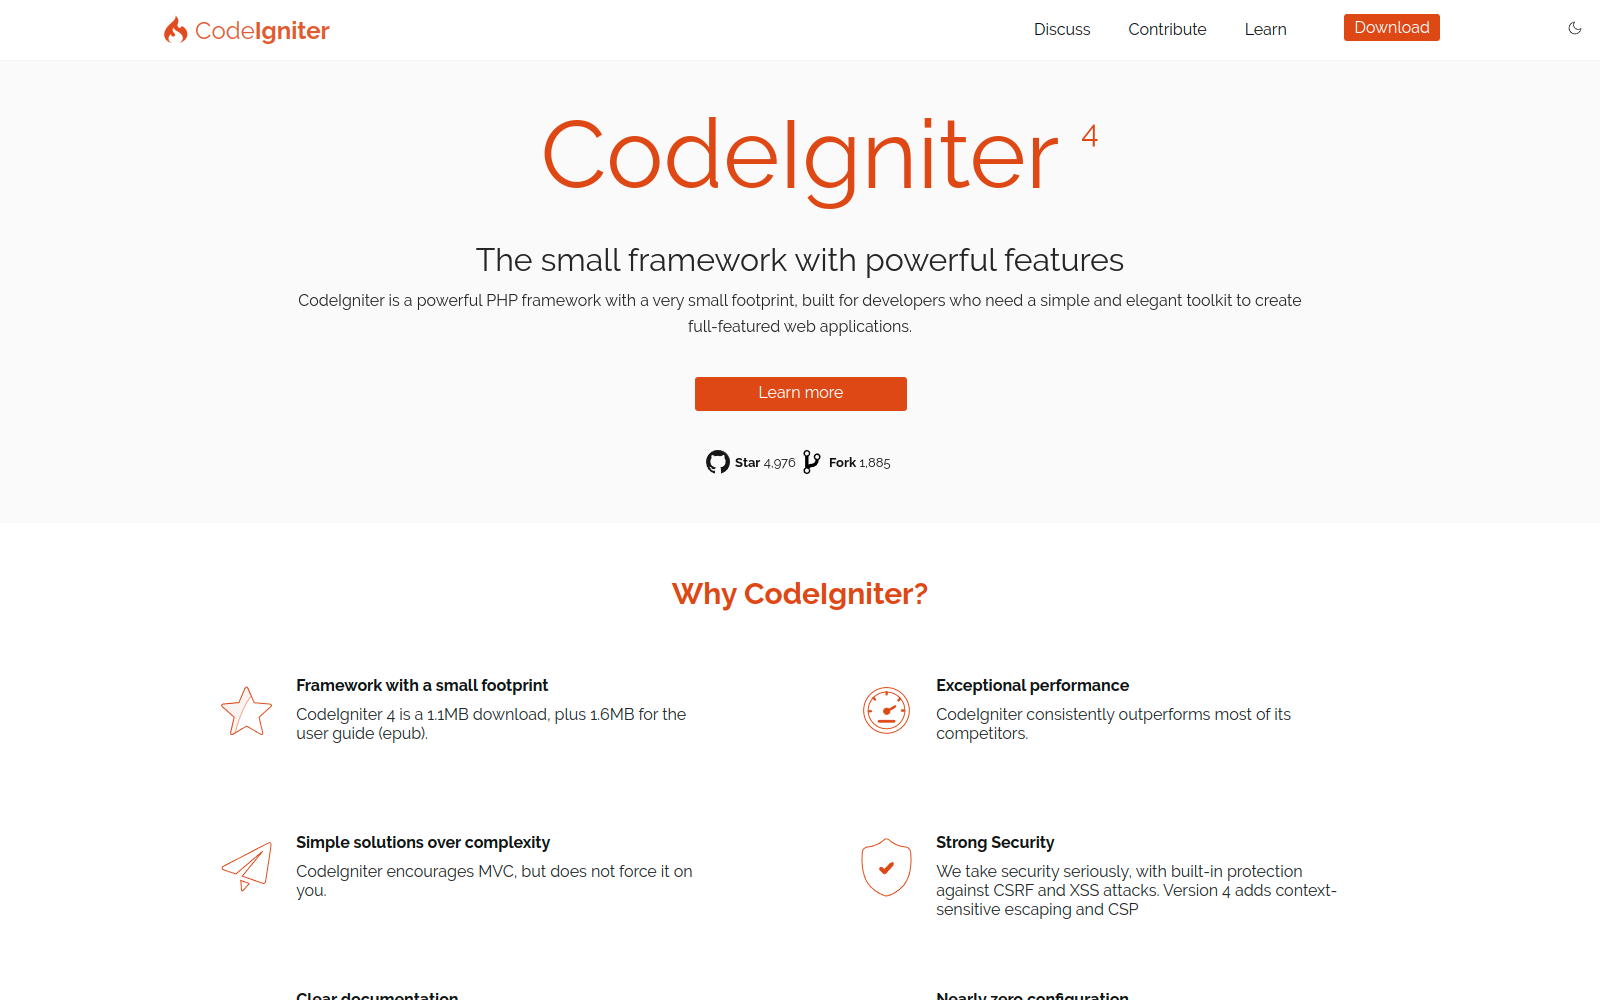 CodeIgniter
Discuss
Contribute
Learn
Download
CodeIgniter 4
The small framework with powerful features
CodeIgniter is a powerful PHP framework with a very small footprint, built for developers who need a simple and elegant toolkit to create
full-featured web applications.
Learn more
Star 4,976
Fork 1,885
Why CodeIgniter?
Framework with a small footprint
CodeIgniter 4 is a 1.1MB download, plus 1.6MB for the
user guide (epub).
Exceptional performance
CodeIgniter consistently outperforms most of its
competitors.
Simple solutions over complexity
CodeIgniter encourages MVC, but does not force it on
you.
Strong Security
We take security seriously, with built-in protection
against CSRF and XSS attacks. Version 4 adds context-
sensitive escaping and CSP
Clear documentation
Nearly zero configuration